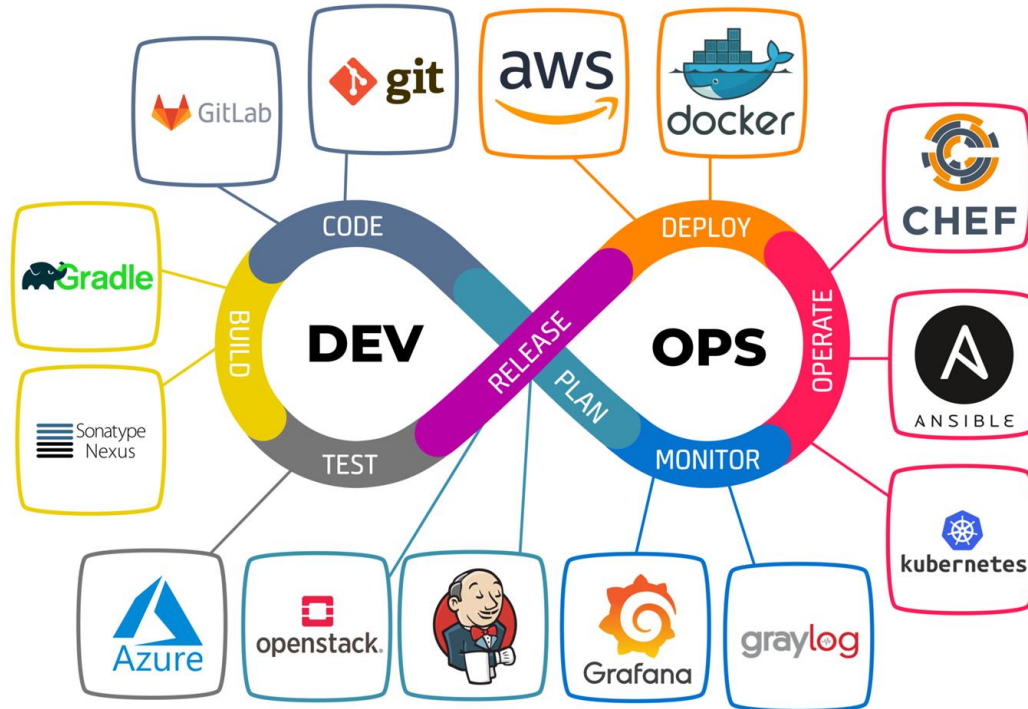 GitLab
git
aws
docker
CHEF
CODE
DEPLOY
Gradle
BUILD
DEV
RELEASE
PLAN
OPS
OPERATE
ANSIBLE
Sonatype
Nexus
TEST
MONITOR
kubernetes
Azure
openstack.
Grafana
graylog